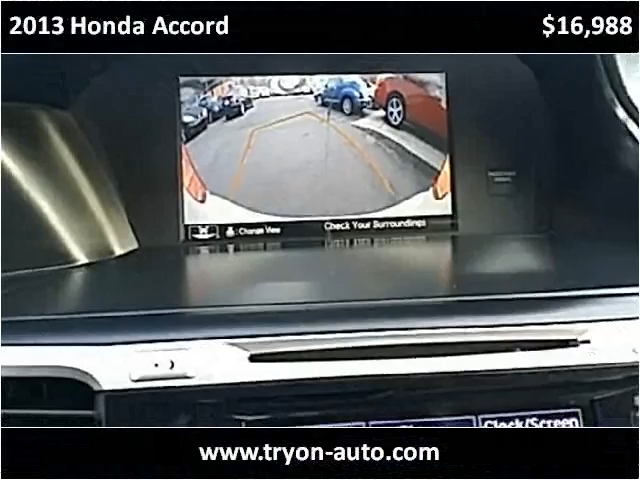 2013 Honda Accord
$16,988
: Change View
Check Your Surroundings
Clock/Screen
www.tryon-auto.com